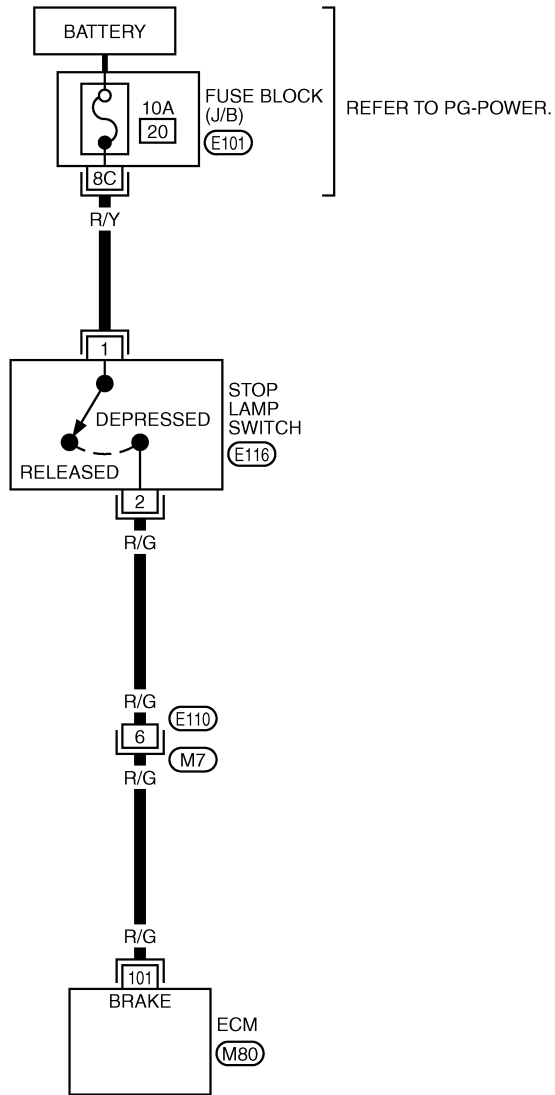 BATTERY
10A
20
FUSE BLOCK
(J/B)
E101
REFER TO PG-POWER.
8C
R/Y
1
DEPRESSED
RELEASED
STOP
LAMP
SWITCH
E116
2
R/G
R/G
E110
6
M7
R/G
R/G
101
BRAKE
ECM
M80